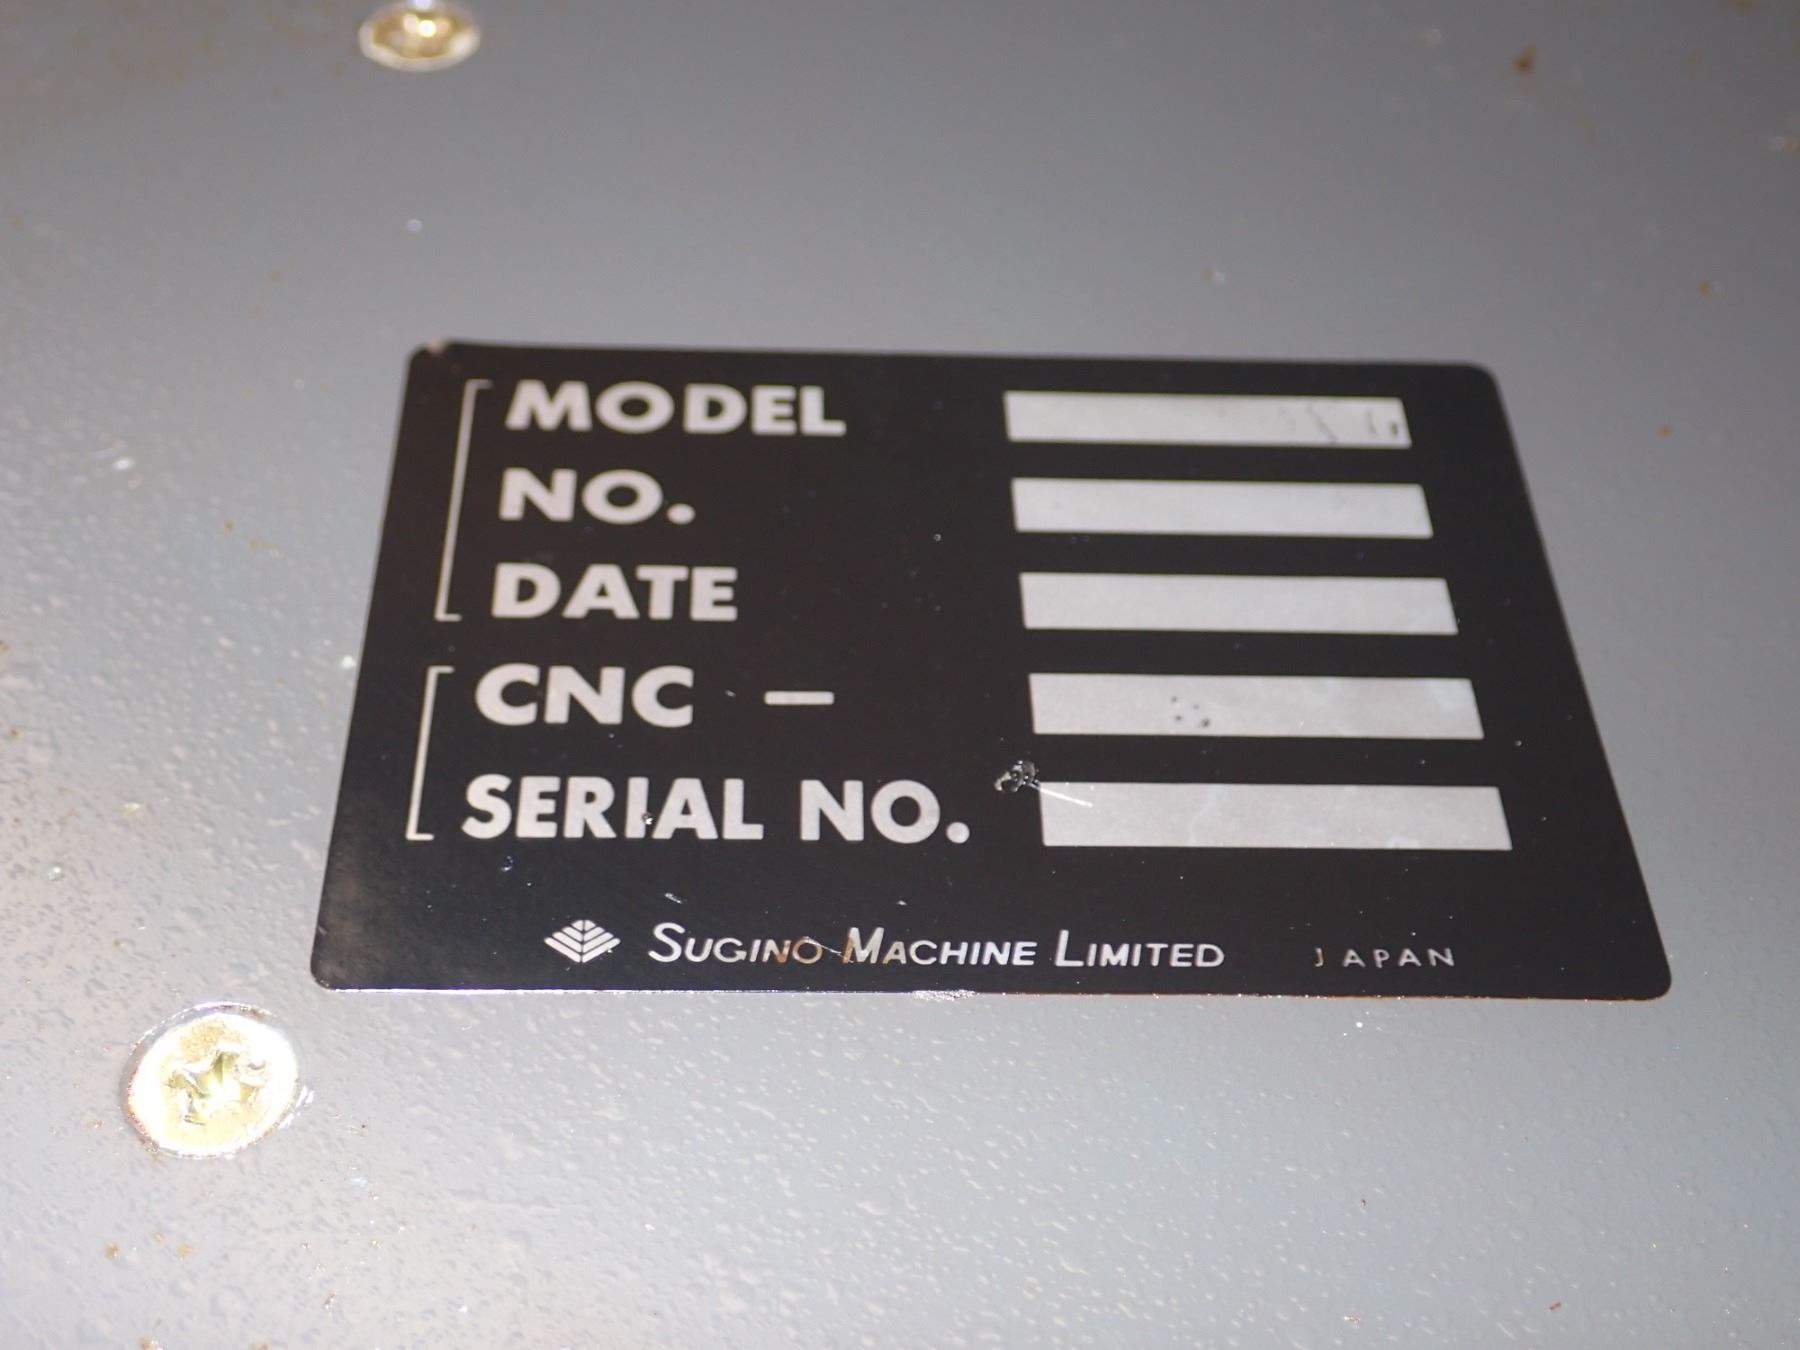 MODEL
NO.
DATE
CNC –
SERIAL NO.
SUGINO MACHINE LIMITED JAPAN